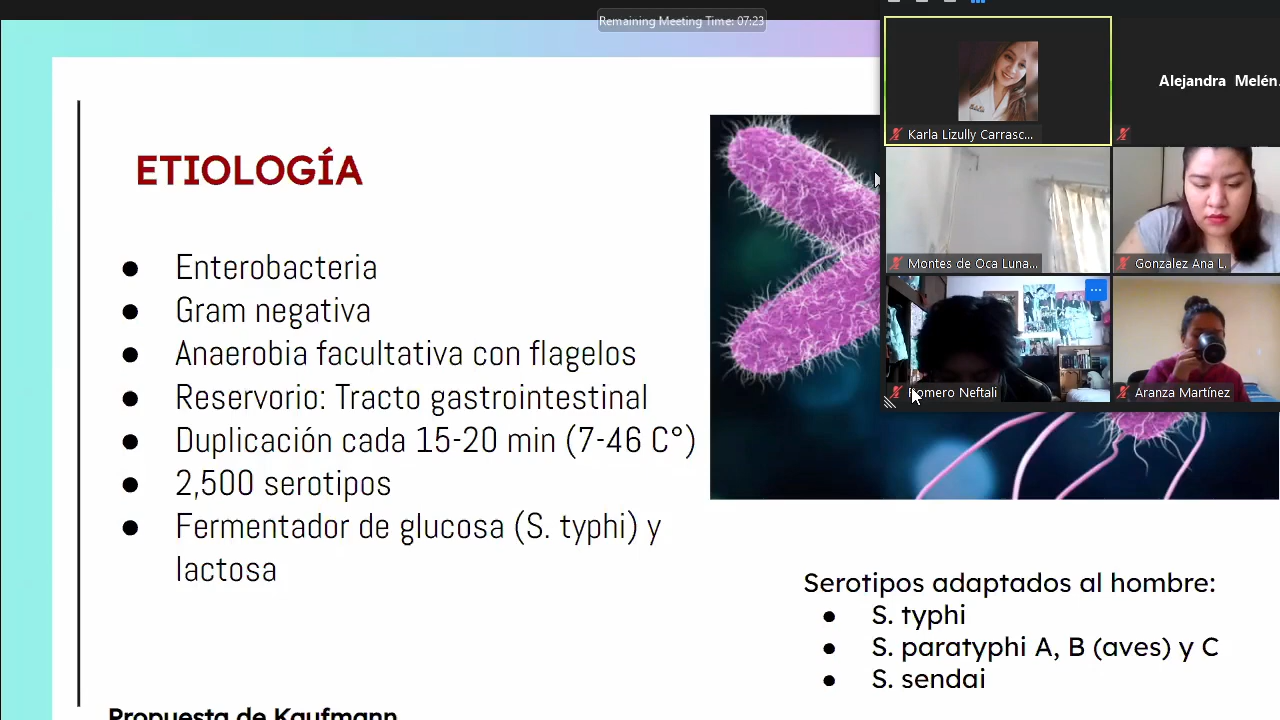 Remaining Meeting Time: 07:23
ETIOLOGÍA
● Enterobacteria
● Gram negativa
● Anaerobia facultativa con flagelos
● Reservorio: Tracto gastrointestinal
● Duplicación cada 15-20 min (7-46 C°)
● 2,500 serotipos
● Fermentador de glucosa (S. typhi) y
lactosa
Propuesta de Kaufmann
Karla Lizully Carrasc...
Alejandra Melén
Montes de Oca Luna...
Gonzalez Ana L.
Romero Neftali
Aranza Martínez
Serotipos adaptados al hombre:
● S. typhi
● S. paratyphi A, B (aves) y C
● S. sendai